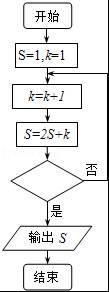 开始
S=1,k=1
k=k+1
S=2S+k
否
是
输出 S
结束